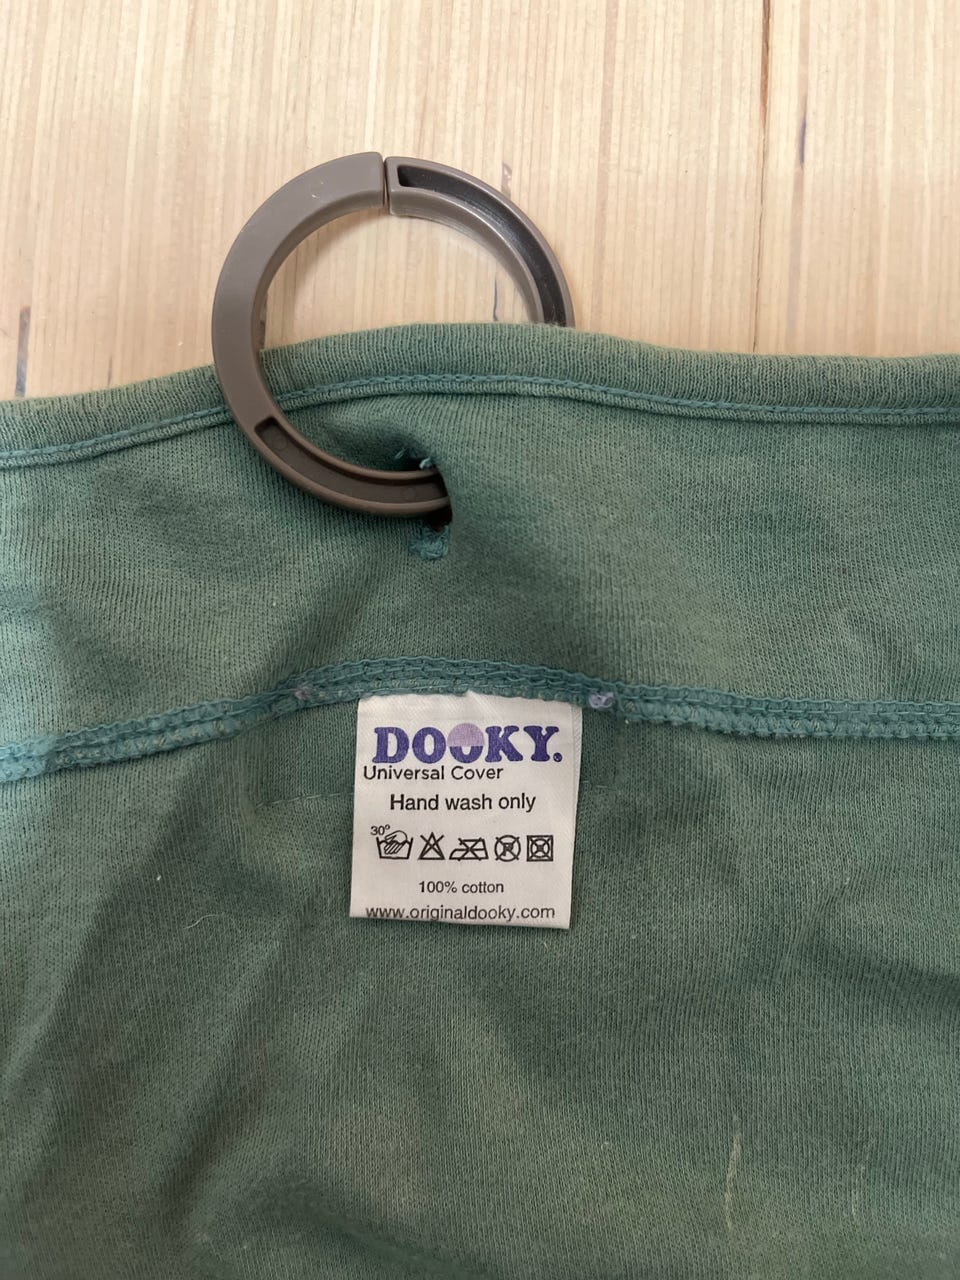 DOOKY.
Universal Cover
Hand wash only
30°
100% cotton
www.originaldooky.com